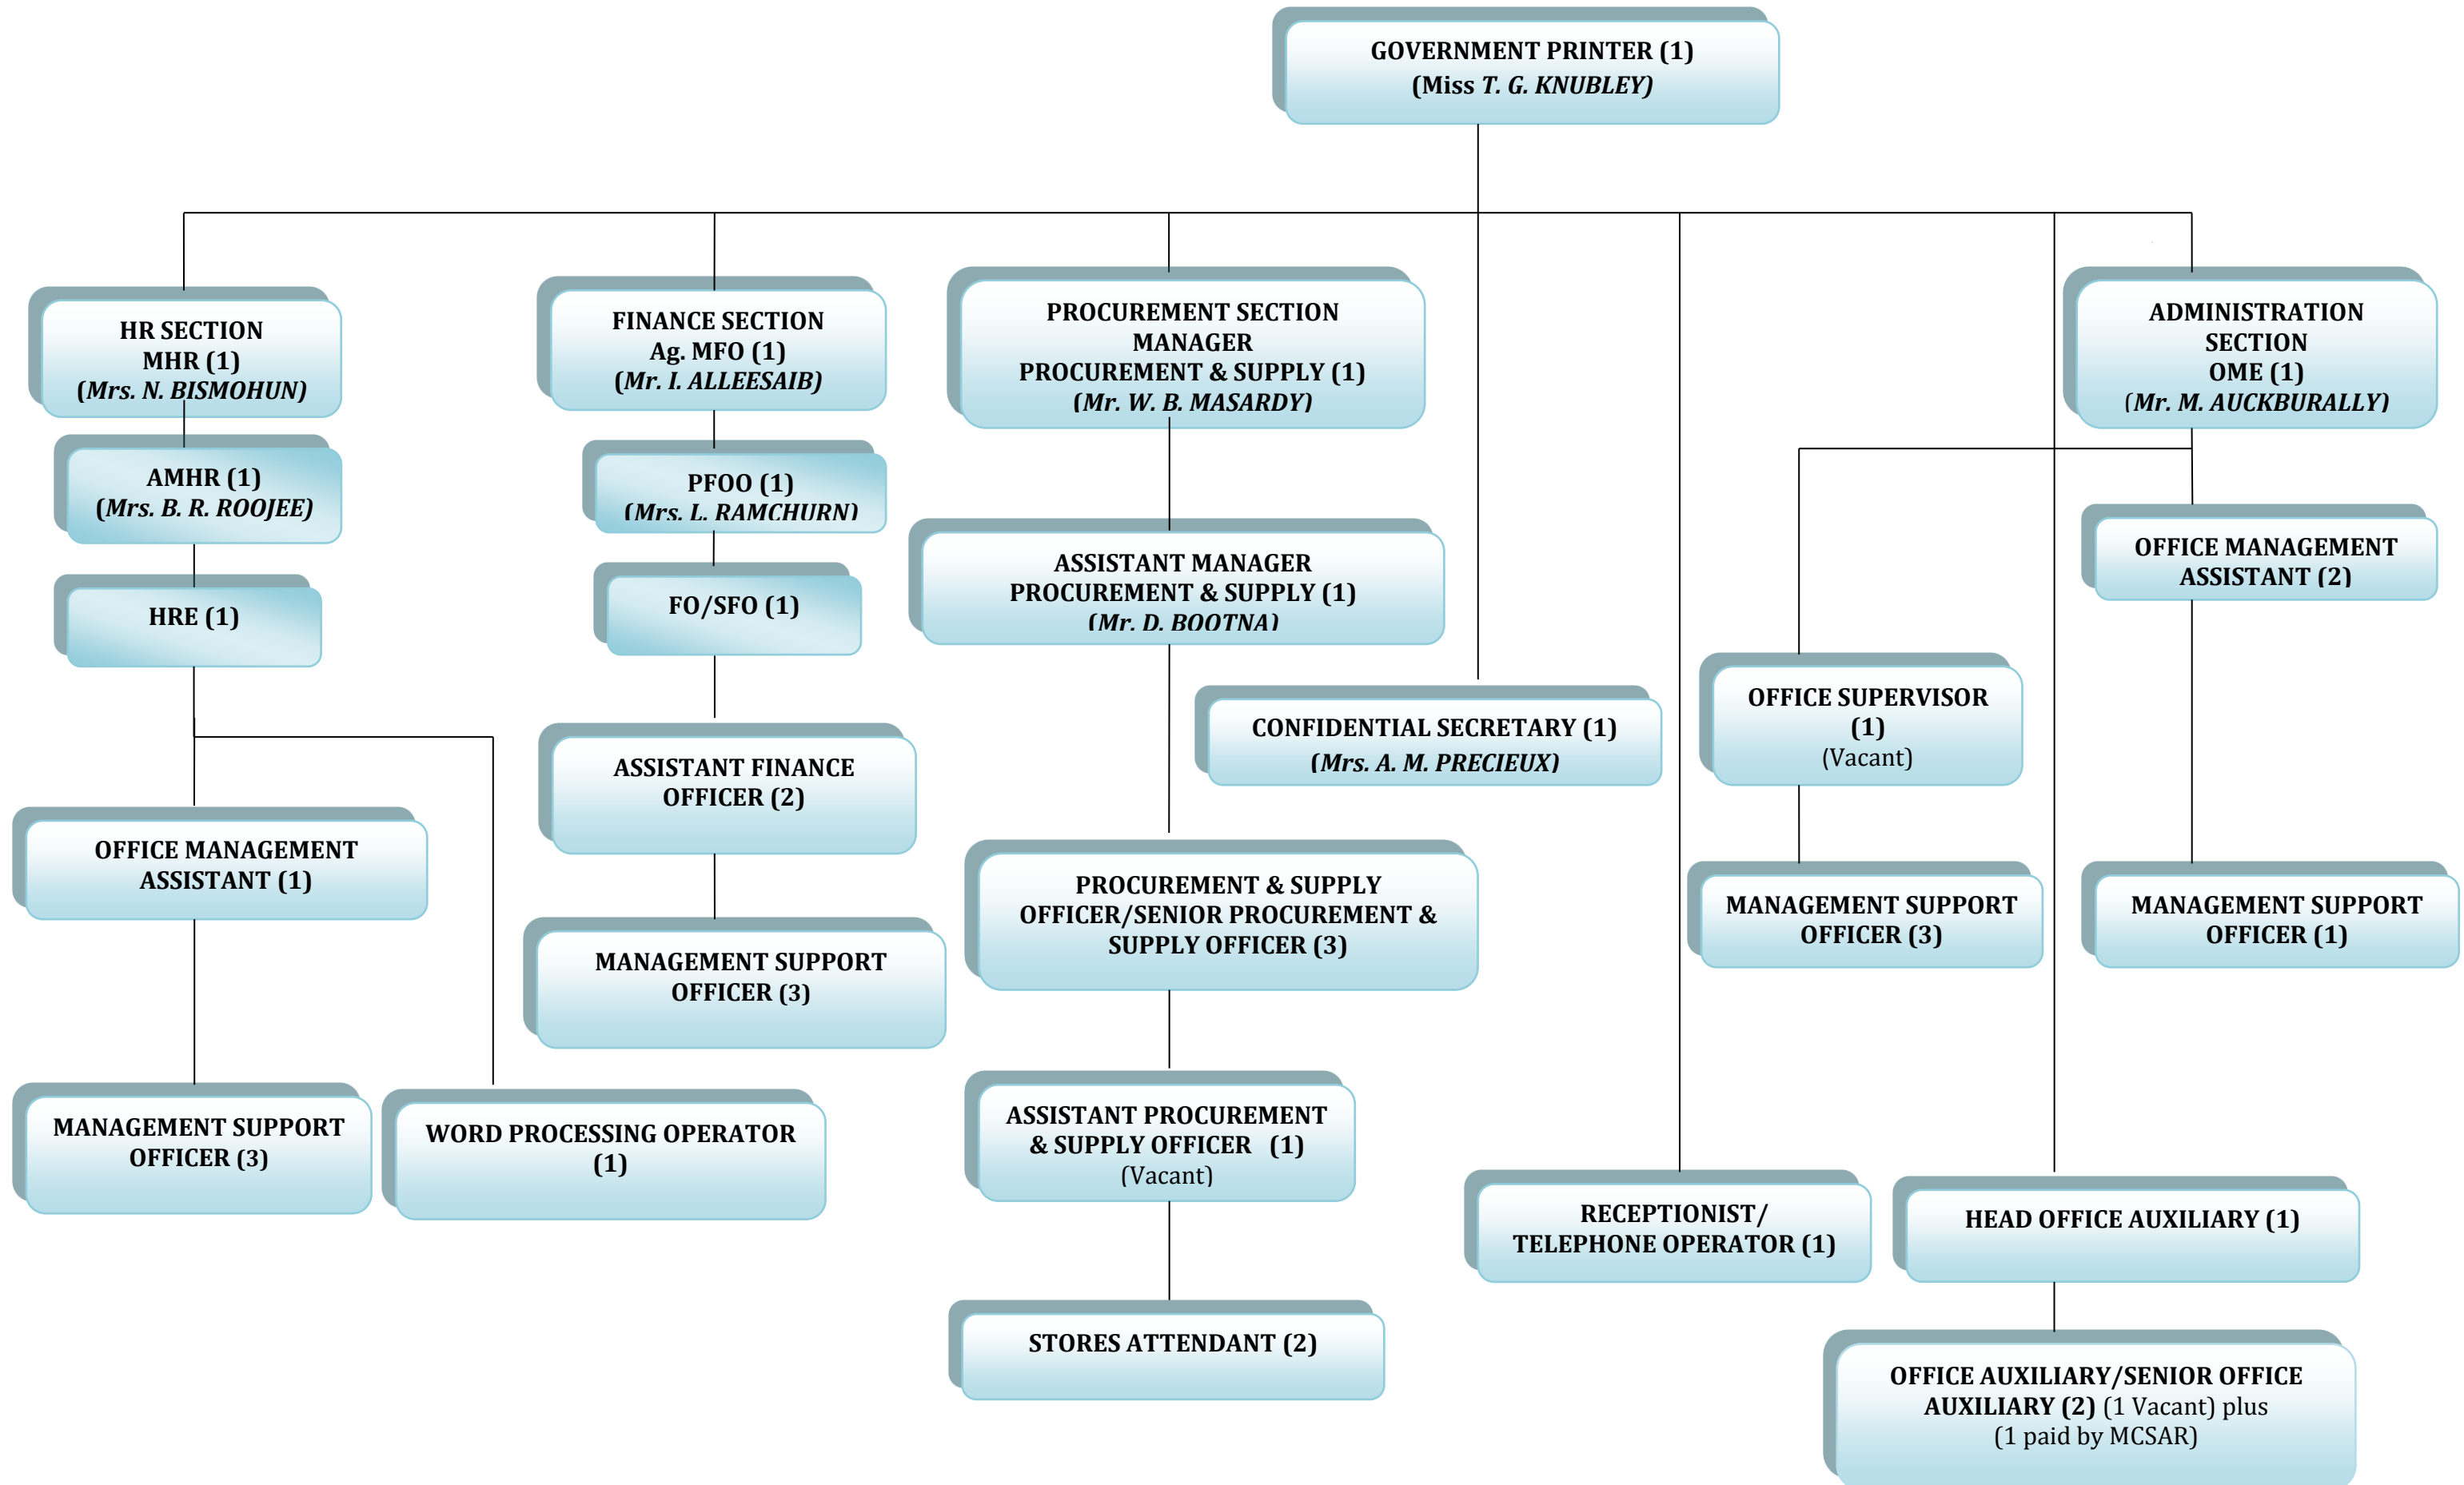 GOVERNMENT PRINTER (1)
(Miss T. G. KNUBLEY)
HR SECTION
MHR (1)
(Mrs. N. BISMOHUN)
AMHR (1)
(Mrs. B. R. ROOJEE)
HRE (1)
OFFICE MANAGEMENT
ASSISTANT (1)
MANAGEMENT SUPPORT
OFFICER (3)
WORD PROCESSING OPERATOR
(1)
FINANCE SECTION
Ag. MFO (1)
(Mr. I. ALLEESAIB)
PFOO (1)
(Mrs. L. RAMCHURN)
FO/SFO (1)
ASSISTANT FINANCE
OFFICER (2)
MANAGEMENT SUPPORT
OFFICER (3)
PROCUREMENT SECTION
MANAGER
PROCUREMENT & SUPPLY (1)
(Mr. W. B. MASARDY)
ASSISTANT MANAGER
PROCUREMENT & SUPPLY (1)
(Mr. D. BOOTNA)
PROCUREMENT & SUPPLY
OFFICER/SENIOR PROCUREMENT &
SUPPLY OFFICER (3)
ASSISTANT PROCUREMENT
& SUPPLY OFFICER (1)
(Vacant)
STORES ATTENDANT (2)
CONFIDENTIAL SECRETARY (1)
(Mrs. A. M. PRECIEUX)
RECEPTIONIST/
TELEPHONE OPERATOR (1)
HEAD OFFICE AUXILIARY (1)
OFFICE AUXILIARY/SENIOR OFFICE
AUXILIARY (2) (1 Vacant) plus
(1 paid by MCSAR)
ADMINISTRATION
SECTION
OME (1)
(Mr. M. AUCKBURALLY)
OFFICE SUPERVISOR
(1)
(Vacant)
MANAGEMENT SUPPORT
OFFICER (3)
OFFICE MANAGEMENT
ASSISTANT (2)
MANAGEMENT SUPPORT
OFFICER (1)